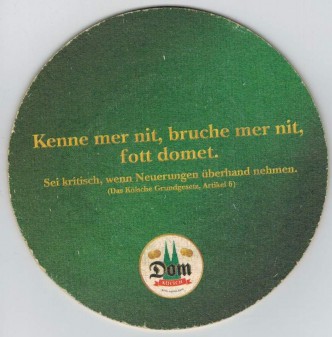 Kenne mer nit, bruche mer nit,
fott domet.
Sei kritisch, wenn Neuerungen überhand nehmen.
(Das Kölsche Grundgesetz, Artikel 6)
Dom
KÖLSCH